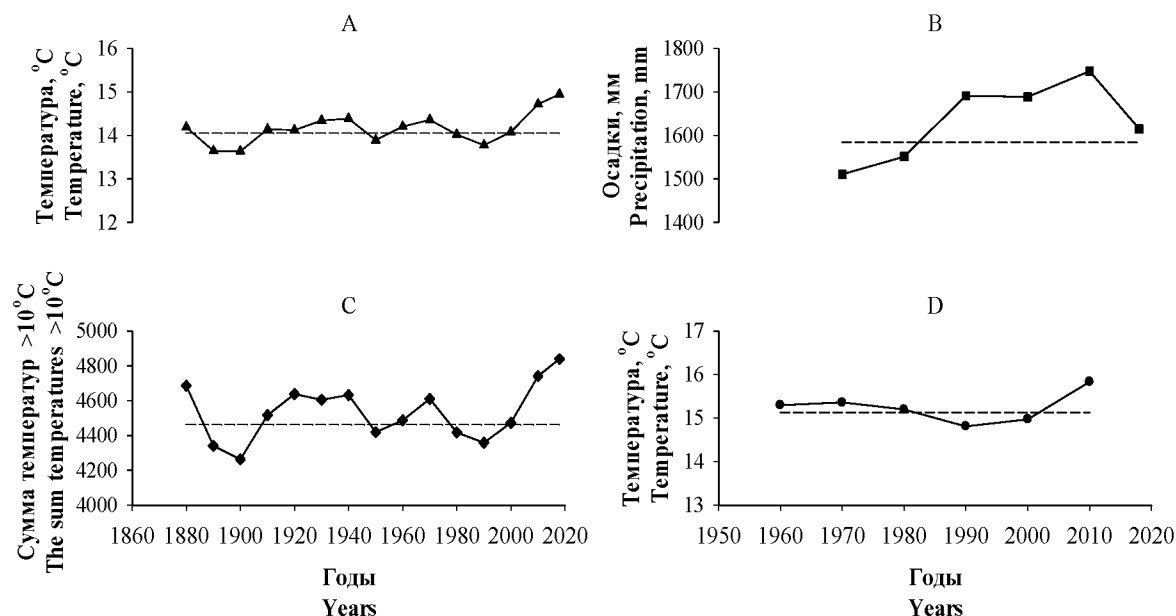 A
Температура, °C
Temperature, °C
16
15
14
13
12
B
Осадки, мм
Precipitation, mm
1800
1700
1600
1500
1400
C
Сумма температур >10°C
The sum temperatures >10°C
5000
4800
4600
4400
4200
4000
1860 1880 1900 1920 1940 1960 1980 2000 2020
Годы
Years
D
Температура, °C
Temperature, °C
17
16
15
14
13
1950 1960 1970 1980 1990 2000 2010 2020
Годы
Years